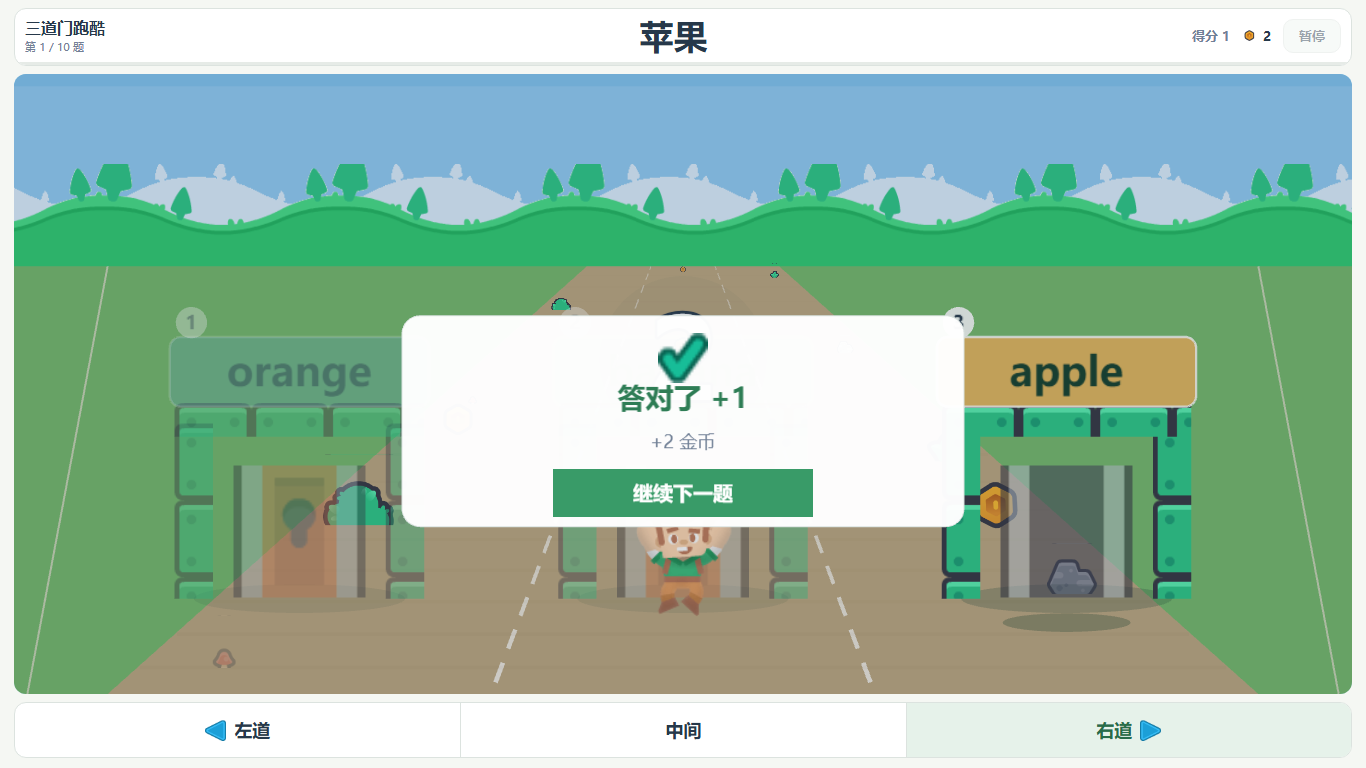 三道门跑酷
第 1 / 10 题
苹果
得分 1
2
暂停
1
3
orange
apple
答对了 +1
+2 金币
继续下一题
左道
中间
右道